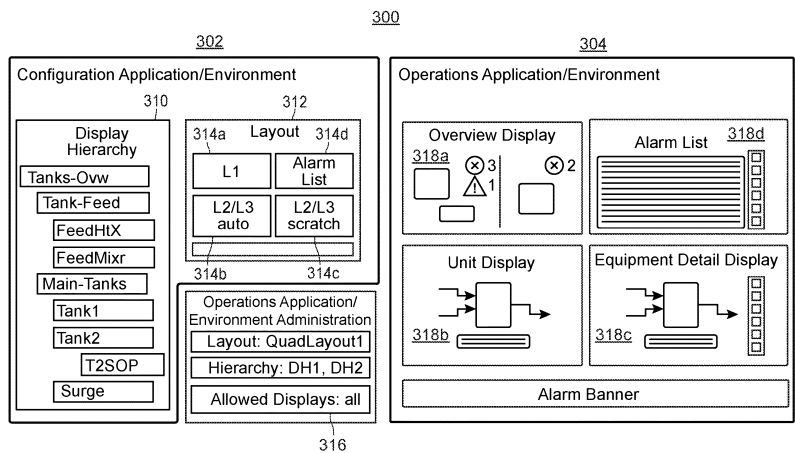 300
302
304
Configuration Application/Environment
310
312
Display
Hierarchy
Tanks-Ovw
Tank-Feed
FeedHtX
FeedMixr
Main-Tanks
Tank1
Tank2
T2SOP
Surge
314a
Layout
314d
L1
Alarm
List
L2/L3
auto
L2/L3
scratch
314b
314c
Operations Application/
Environment Administration
Layout: QuadLayout1
Hierarchy: DH1, DH2
Allowed Displays: all
316
Operations Application/Environment
Overview Display
318a
3
! 1
2
Alarm List
318d
Unit Display
318b
Equipment Detail Display
318c
Alarm Banner